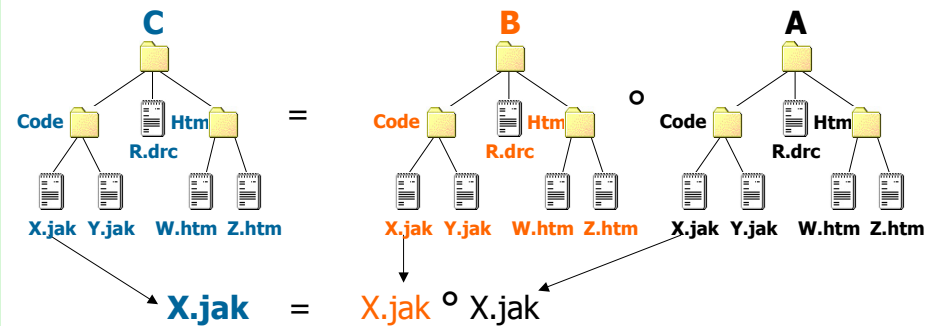 C B A
= °
Code Htm Code Htm Code Htm
R.drc R.drc R.drc
X.jak Y.jak W.htm Z.htm X.jak Y.jak W.htm Z.htm X.jak Y.jak W.htm Z.htm
X.jak = X.jak ° X.jak